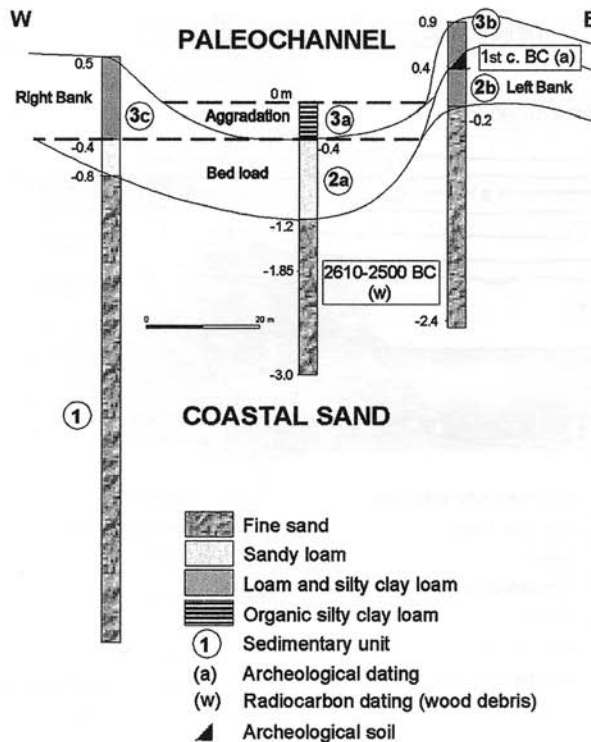 W
PALEOCHANNEL
0.9
3b
E
0.5
1st c. BC (a)
0 m
0.4
Right Bank
3c
Aggradation
3a
2b
Left Bank
-0.2
-0.4
-0.4
Bed load
2a
-0.8
-1.2
2610-2500 BC
(w)
-1.85
-2.4
0
20 m
-3.0
1
COASTAL SAND
Fine sand
Sandy loam
Loam and silty clay loam
Organic silty clay loam
1 Sedimentary unit
(a) Archeological dating
(w) Radiocarbon dating (wood debris)
Archeological soil